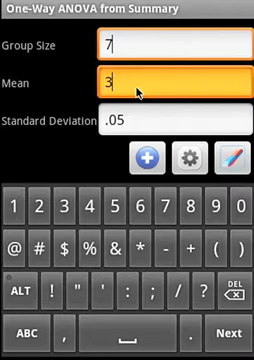 One-Way ANOVA from Summary
Group Size 7
Mean 3
Standard Deviation .05
1 2 3 4 5 6 7 8 9 0
@ # $ % & * - + ( )
ALT ! " ' : ; / ? DEL
ABC , . Next